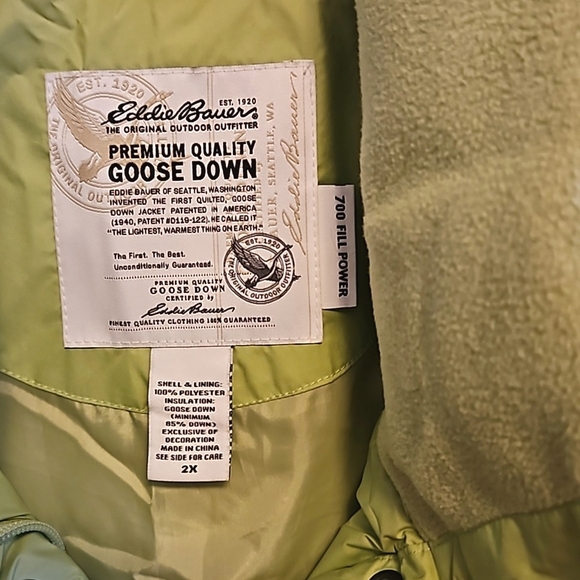 EST. 1920
Eddie Bauer®
THE ORIGINAL OUTDOOR OUTFITTER
PREMIUM QUALITY
GOOSE DOWN
EDDIE BAUER OF SEATTLE, WASHINGTON
INVENTED THE FIRST QUILTED, GOOSE
DOWN JACKET PATENTED IN AMERICA
(1940, PATENT #D119-122). HE CALLED IT
"THE LIGHTEST, WARMEST THING ON EARTH."
The First. The Best.
Unconditionally Guaranteed.
PREMIUM QUALITY
GOOSE DOWN
CERTIFIED by
Eddie Bauer
FINEST QUALITY CLOTHING 100% GUARANTEED
EST. 1920
THE ORIGINAL OUTDOOR OUTFITTER
EST. 1920
THE ORIGINAL OUTDOOR
Eddie Bauer
BAUER, SEATTLE, WA
700 FILL POWER
SHELL & LINING:
100% POLYESTER
INSULATION:
GOOSE DOWN
(MINIMUM
85% DOWN)
EXCLUSIVE OF
DECORATION
MADE IN CHINA
SEE SIDE FOR CARE
2X